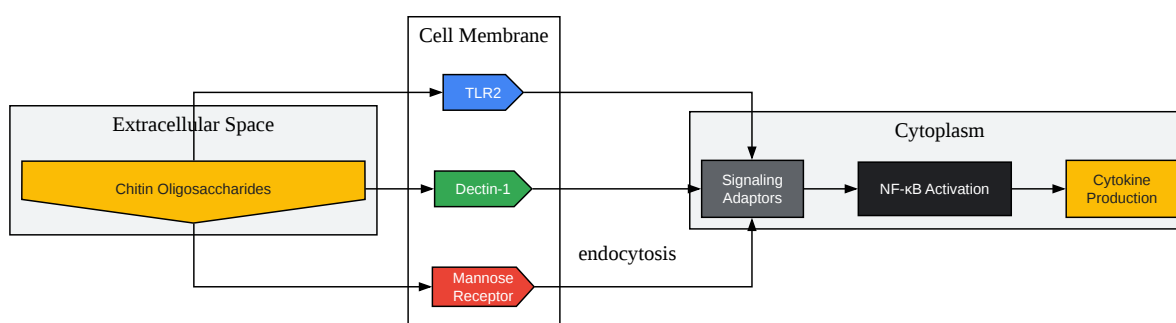 Cell Membrane
TLR2
Extracellular Space
Cytoplasm
Chitin Oligosaccharides
Dectin-1
Signaling
Adaptors
NF-κB Activation
Cytokine
Production
endocytosis
Mannose
Receptor